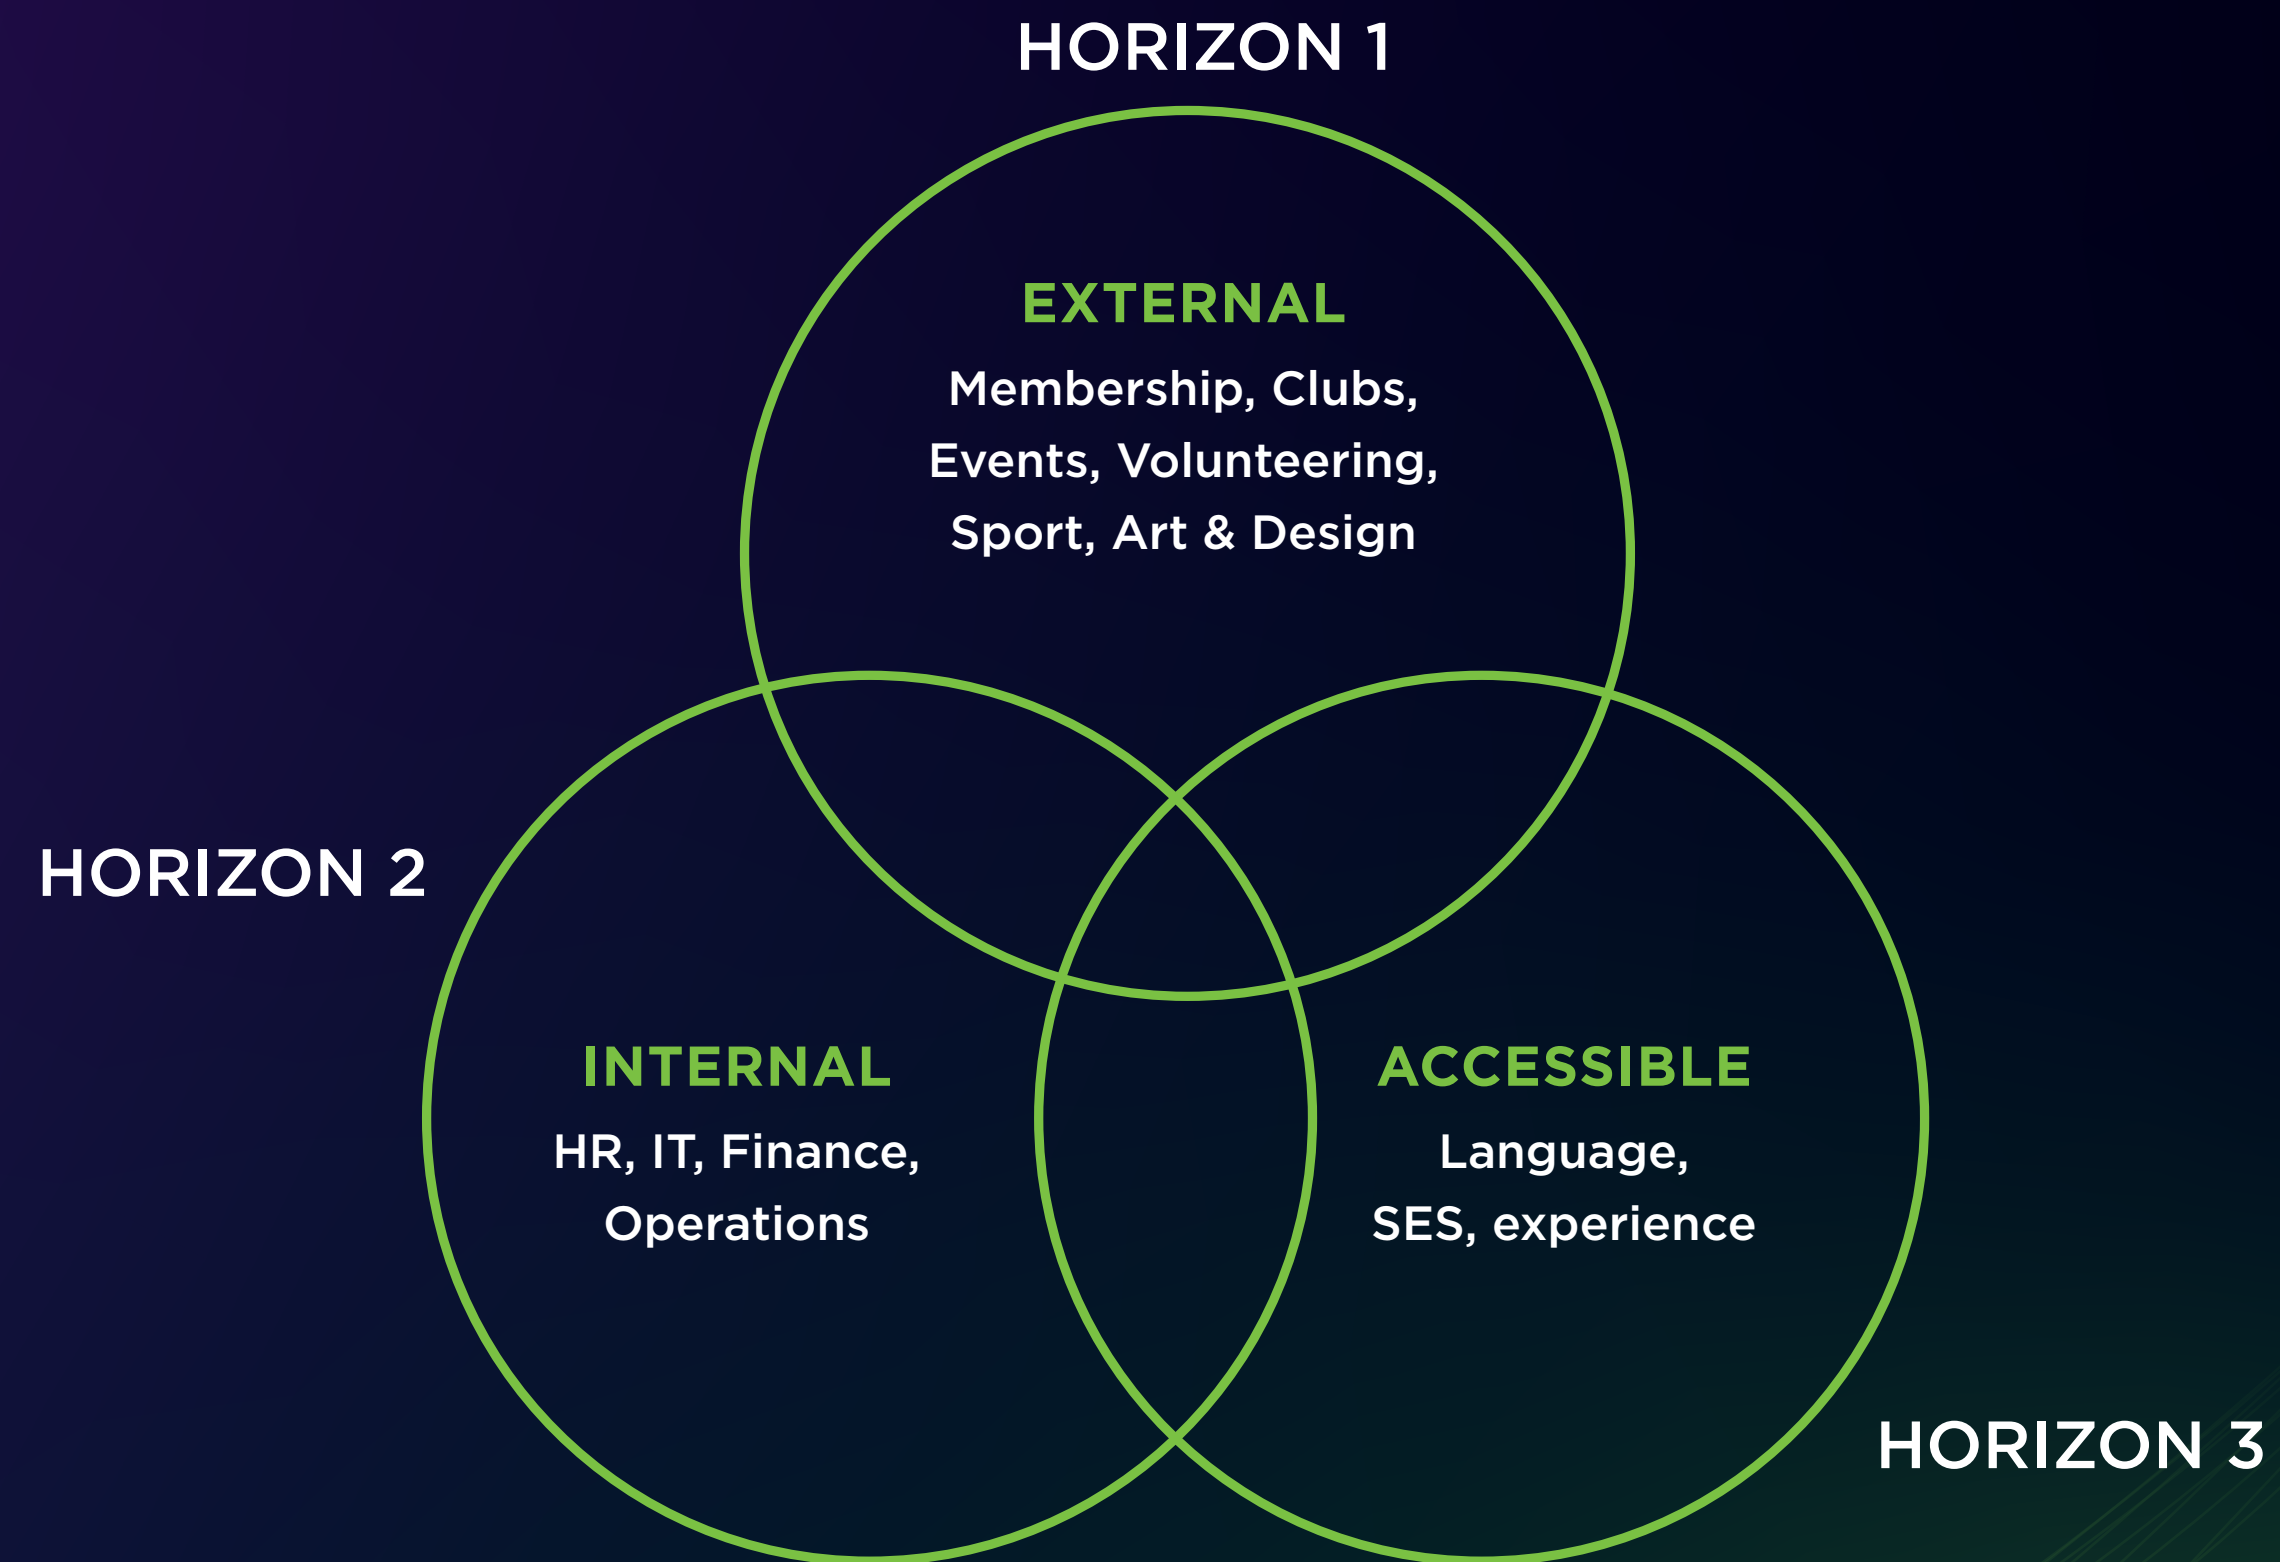 HORIZON 1
EXTERNAL
Membership, Clubs,
Events, Volunteering,
Sport, Art & Design
HORIZON 2
INTERNAL
HR, IT, Finance,
Operations
ACCESSIBLE
Language,
SES, experience
HORIZON 3